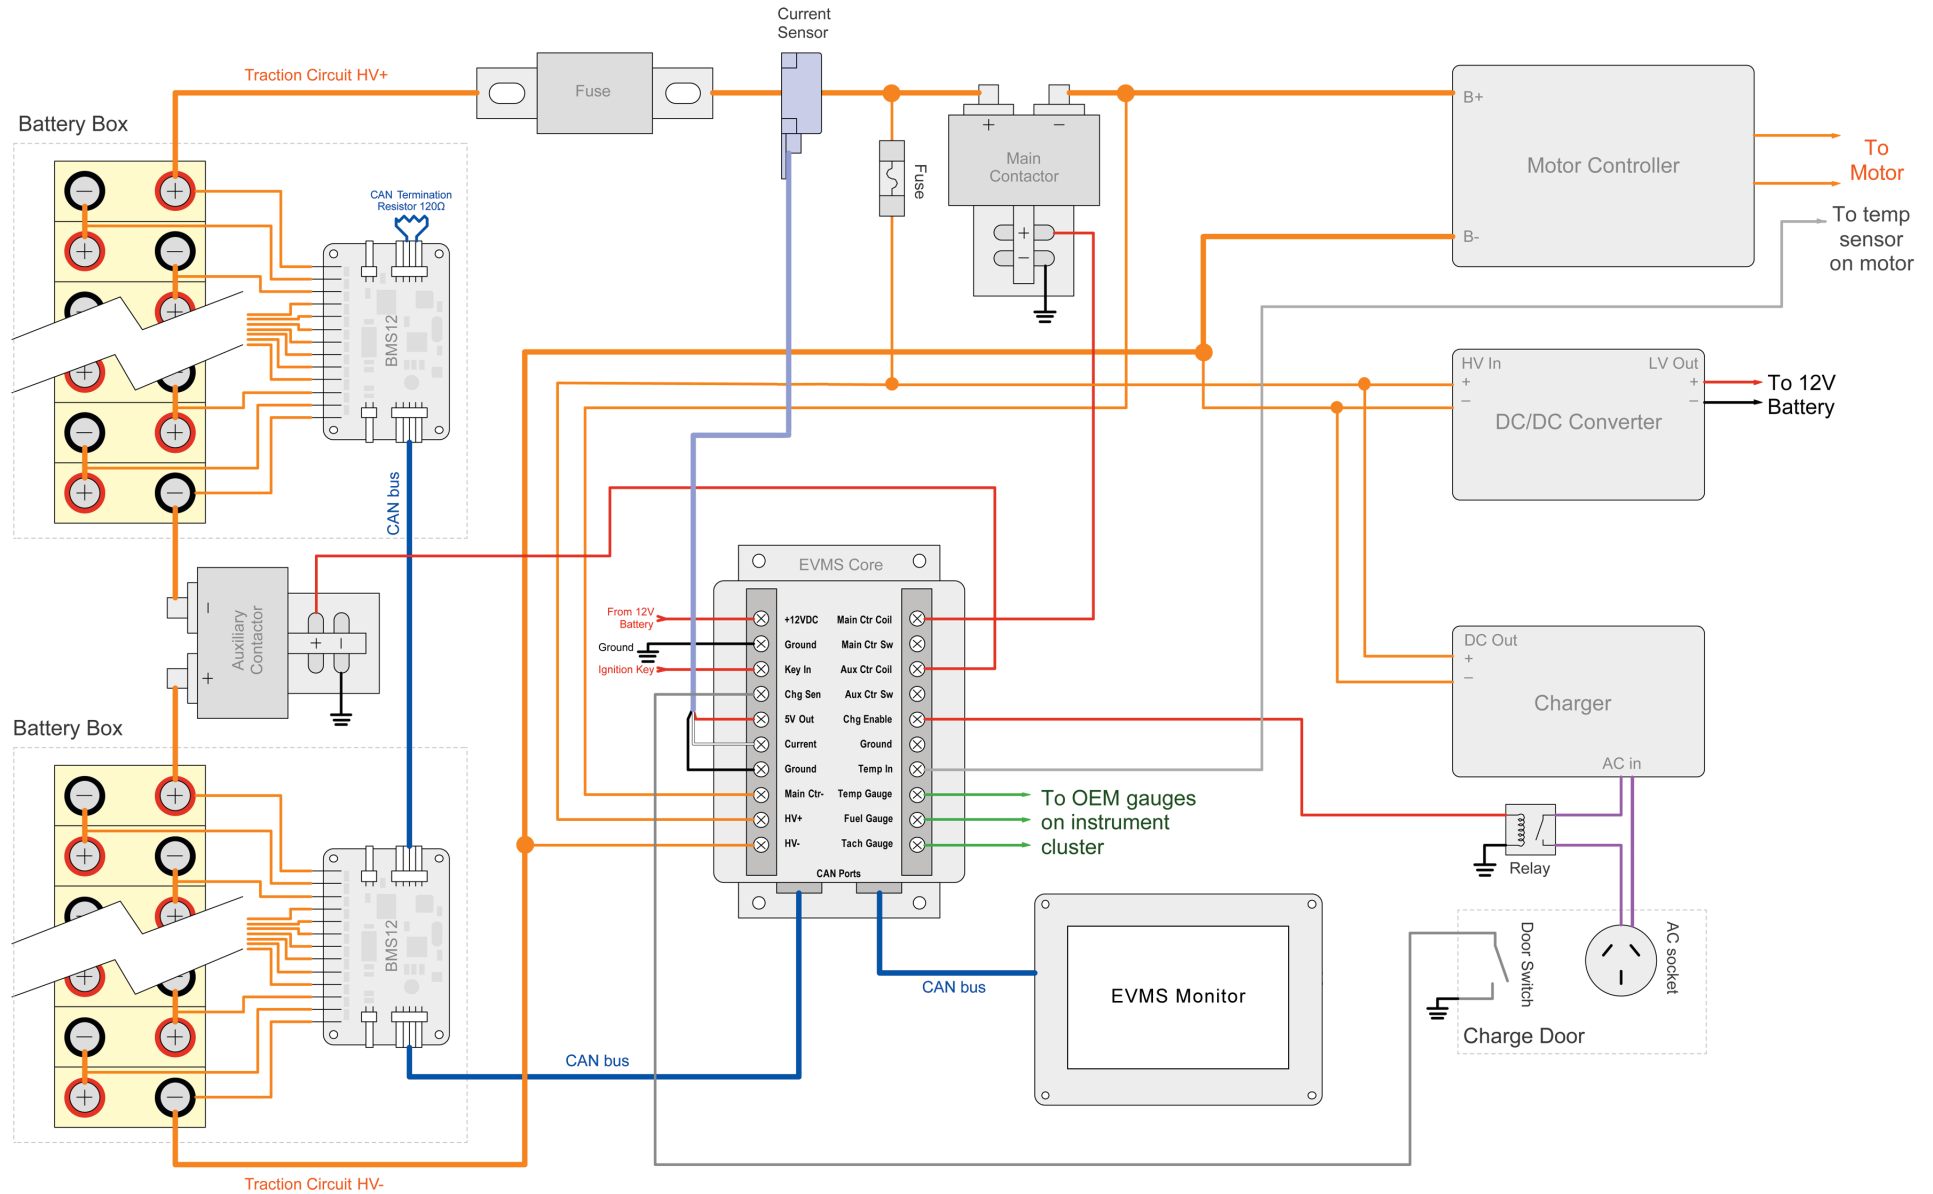 Current
Sensor
Traction Circuit HV+
Fuse
B+
Battery Box
+
−
Main
Contactor
Fuse
Motor Controller
To
Motor
CAN Termination
Resistor 120Ω
To temp
sensor
on motor
B-
+
−
BMS12
HV In
LV Out
+
+
−
−
To 12V
Battery
DC/DC Converter
CAN bus
EVMS Core
Auxiliary
Contactor
−
+
+
−
From 12V
Battery
Ground
Ignition Key
+12VDC
Main Ctr Coil
Ground
Main Ctr Sw
Key In
Aux Ctr Coil
Chg Sen
Aux Ctr Sw
5V Out
Chg Enable
Current
Ground
Ground
Temp In
Main Ctr-
Temp Gauge
HV+
Fuel Gauge
HV-
Tach Gauge
CAN Ports
DC Out
+
−
Charger
AC in
Battery Box
To OEM gauges
on instrument
cluster
Relay
BMS12
CAN bus
EVMS Monitor
Door Switch
AC socket
Charge Door
CAN bus
Traction Circuit HV-